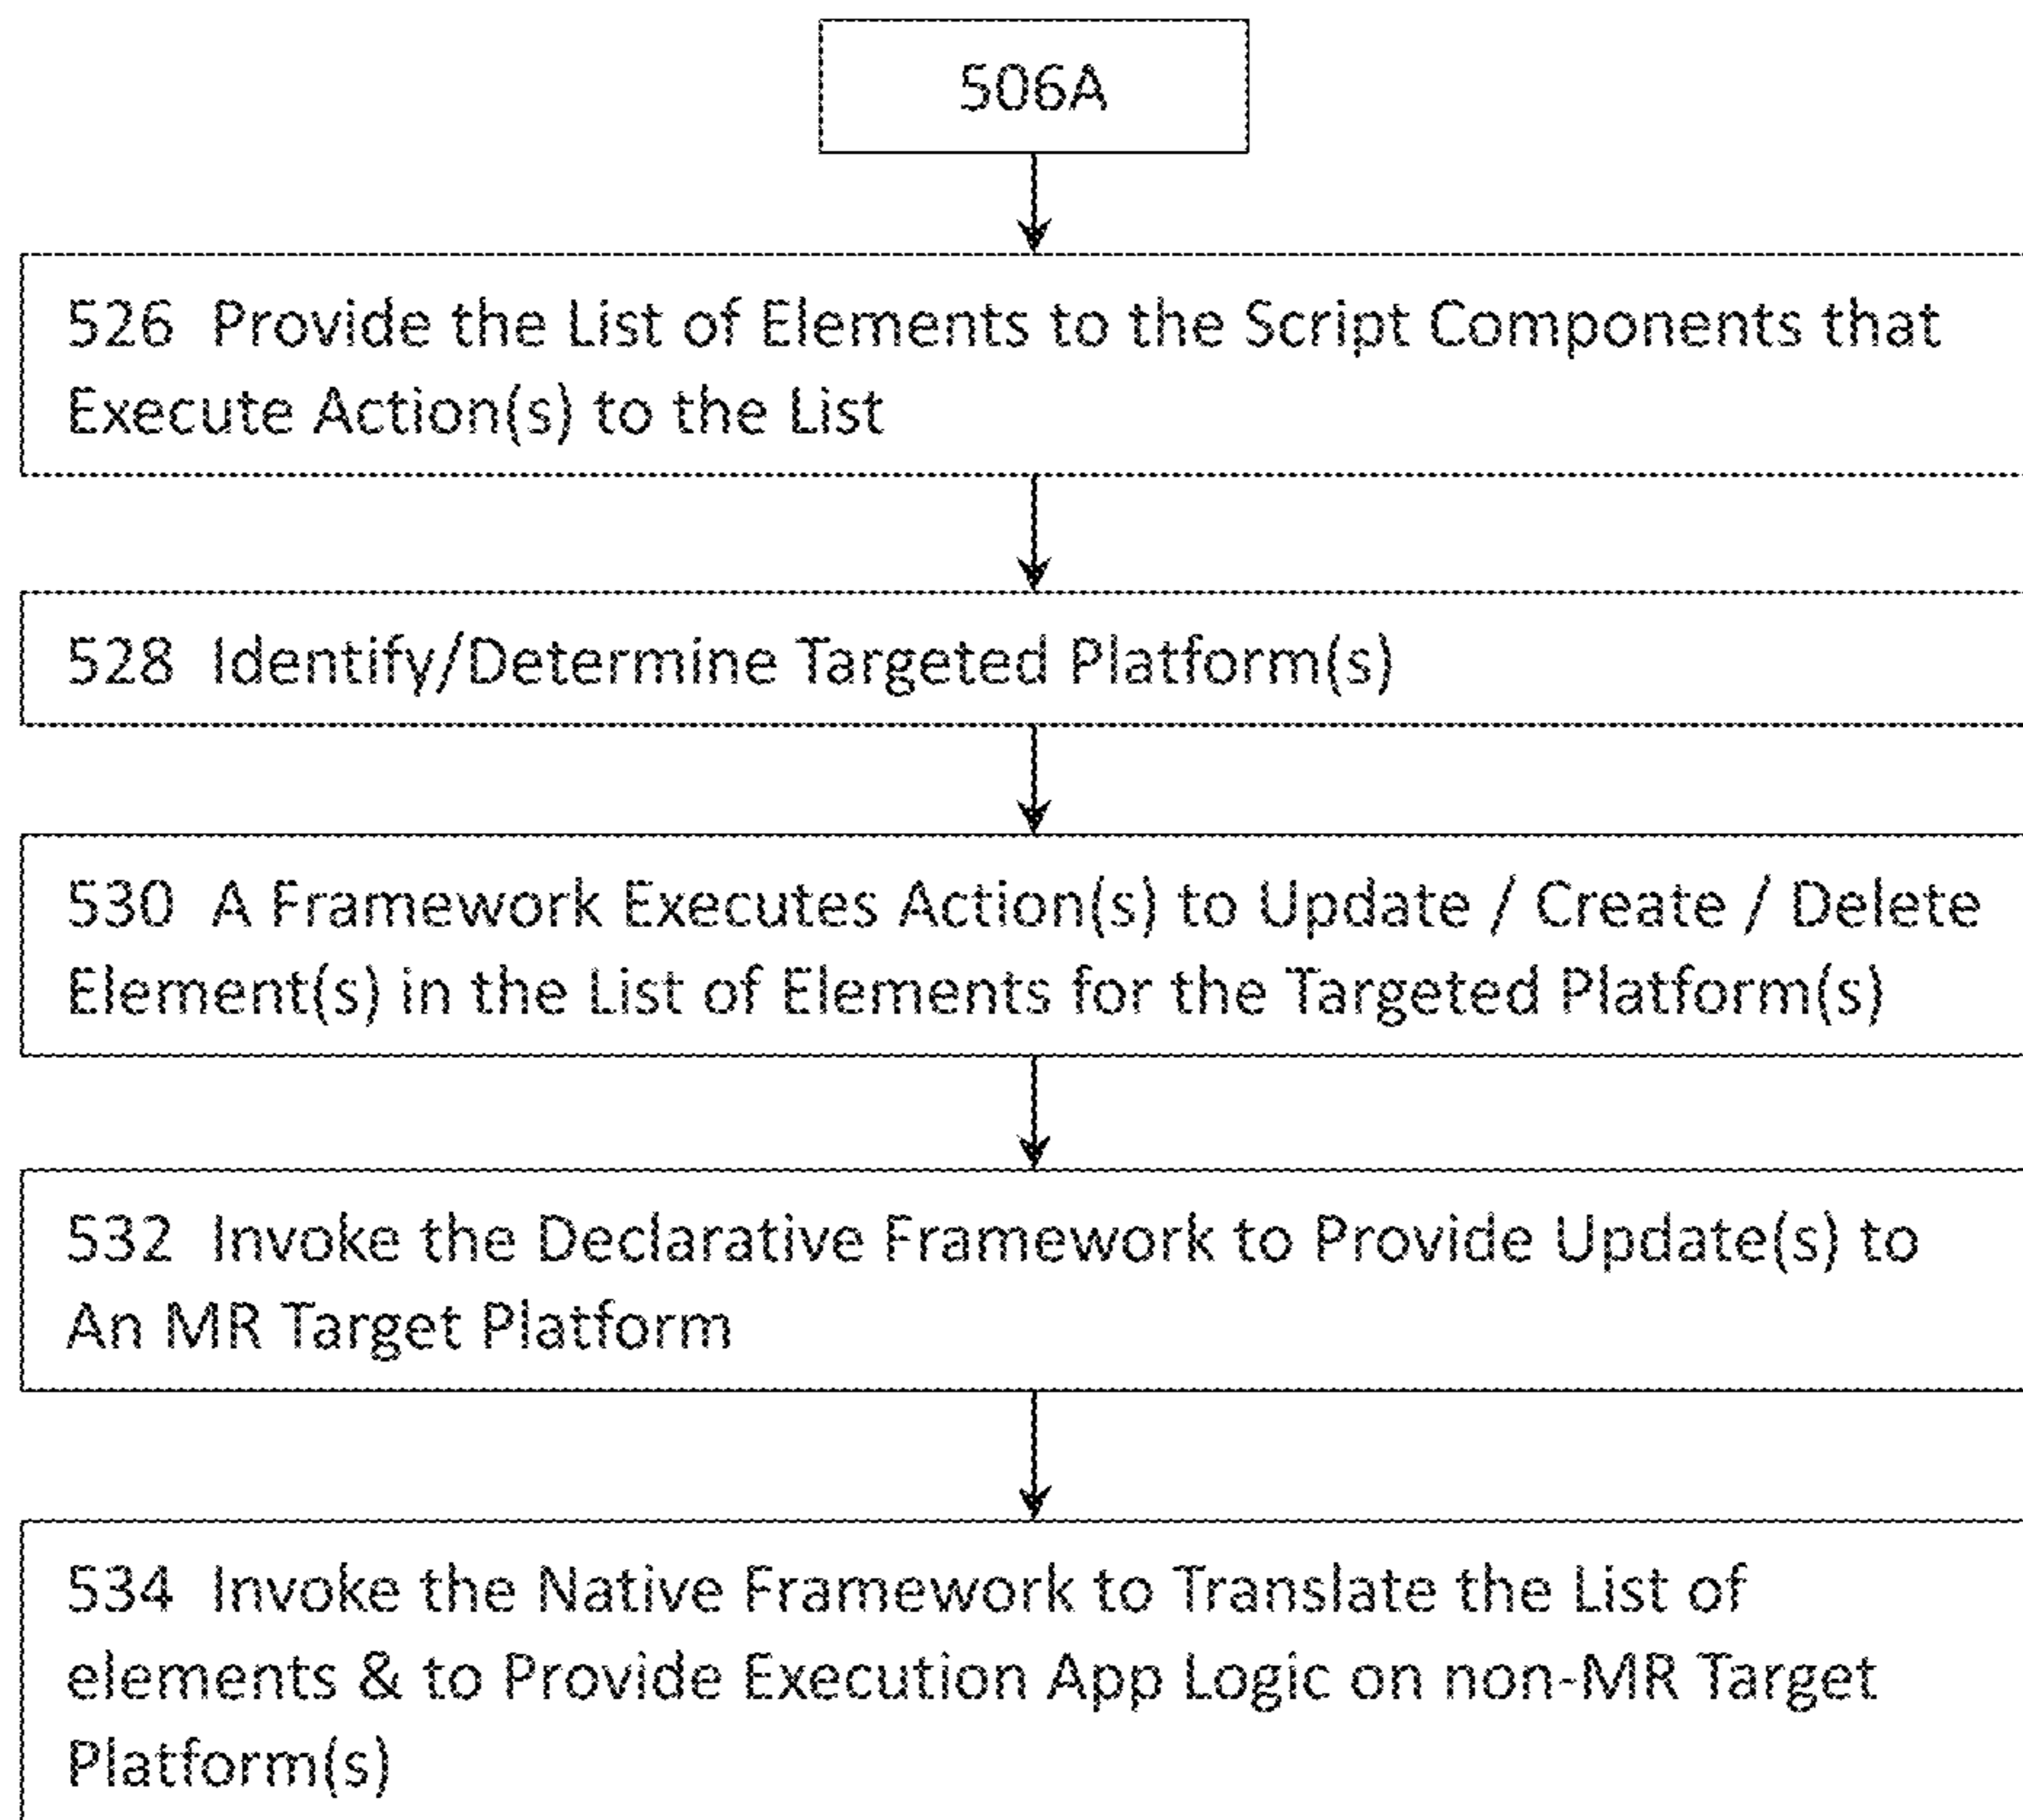 506A
526 Provide the List of Elements to the Script Components that
Execute Action(s) to the List
528 Identify/Determine Targeted Platform(s)
530 A Framework Executes Action(s) to Update / Create / Delete
Element(s) in the List of Elements for the Targeted Platform(s)
532 Invoke the Declarative Framework to Provide Update(s) to
An MR Target Platform
534 Invoke the Native Framework to Translate the List of
elements & to Provide Execution App Logic on non-MR Target
Platform(s)